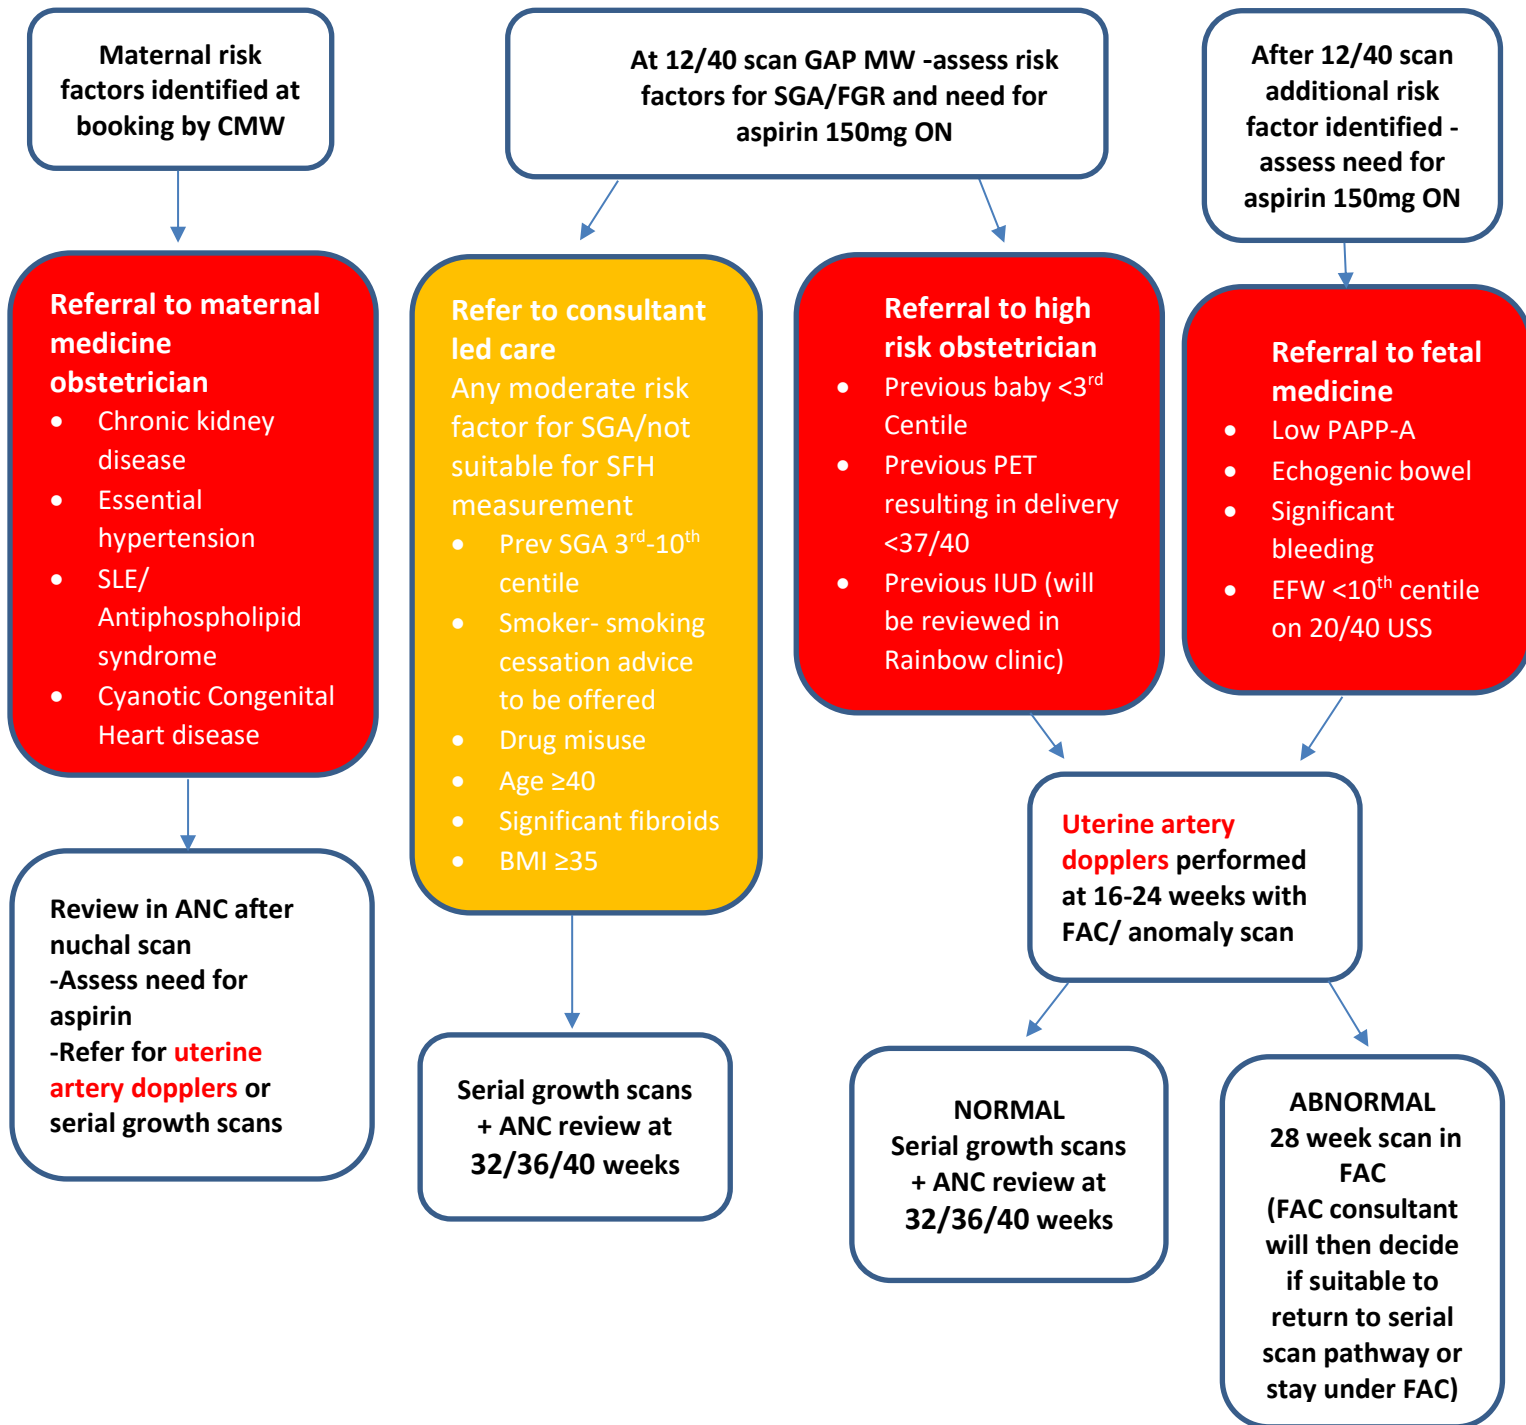 Maternal risk
factors identified at
booking by CMW
At 12/40 scan GAP MW -assess risk
factors for SGA/FGR and need for
aspirin 150mg ON
After 12/40 scan
additional risk
factor identified -
assess need for
aspirin 150mg ON
Referral to maternal
medicine
obstetrician
• Chronic kidney
disease
• Essential
hypertension
• SLE/
Antiphospholipid
syndrome
• Cyanotic Congenital
Heart disease
Refer to consultant
led care
Any moderate risk
factor for SGA/not
suitable for SFH
measurement
• Prev SGA 3rd-10th
centile
• Smoker- smoking
cessation advice
to be offered
• Drug misuse
• Age ≥40
• Significant fibroids
• BMI ≥35
Referral to high
risk obstetrician
• Previous baby <3rd
Centile
• Previous PET
resulting in delivery
<37/40
• Previous IUD (will
be reviewed in
Rainbow clinic)
Referral to fetal
medicine
• Low PAPP-A
• Echogenic bowel
• Significant
bleeding
• EFW <10th centile
on 20/40 USS
Review in ANC after
nuchal scan
-Assess need for
aspirin
-Refer for uterine
artery dopplers or
serial growth scans
Serial growth scans
+ ANC review at
32/36/40 weeks
Uterine artery
dopplers performed
at 16-24 weeks with
FAC/ anomaly scan
NORMAL
Serial growth scans
+ ANC review at
32/36/40 weeks
ABNORMAL
28 week scan in
FAC
(FAC consultant
will then decide
if suitable to
return to serial
scan pathway or
stay under FAC)